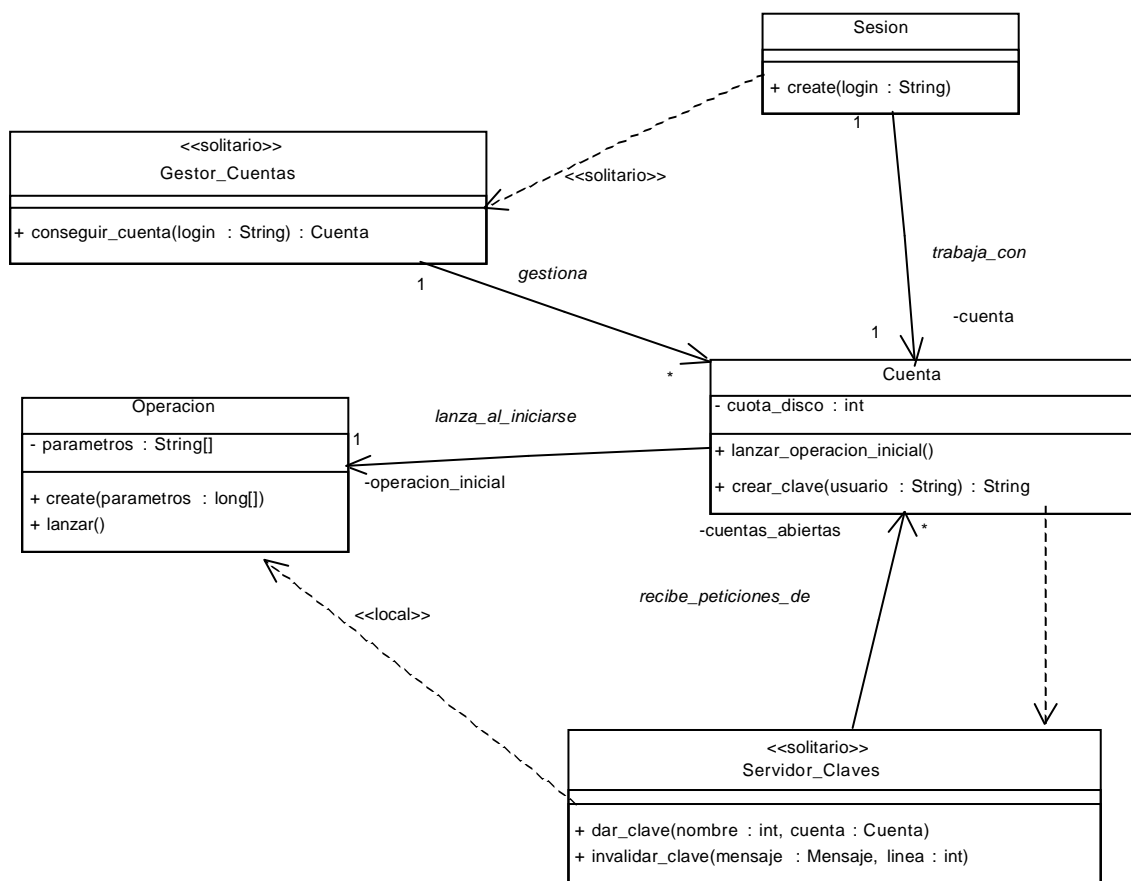 Sesion
+ create(login : String)
1
<<solitario>>
Gestor_Cuentas
+ conseguir_cuenta(login : String) : Cuenta
<<solitario>>
1
gestiona
*
trabaja_con
-cuenta
1
Cuenta
- cuota_disco : int
+ lanzar_operacion_inicial()
+ crear_clave(usuario : String) : String
Operacion
- parametros : String[]
+ create(parametros : long[])
+ lanzar()
lanza_al_iniciarse
1
-operacion_inicial
-cuentas_abiertas
*
recibe_peticiones_de
<<local>>
<<solitario>>
Servidor_Claves
+ dar_clave(nombre : int, cuenta : Cuenta)
+ invalidar_clave(mensaje : Mensaje, linea : int)